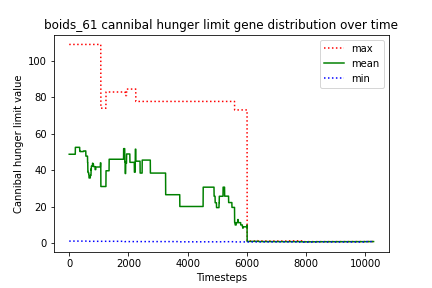 boids_61 cannibal hunger limit gene distribution over time
max
mean
min
Cannibal hunger limit value
100
80
60
40
20
0
0 2000 4000 6000 8000 10000
Timesteps